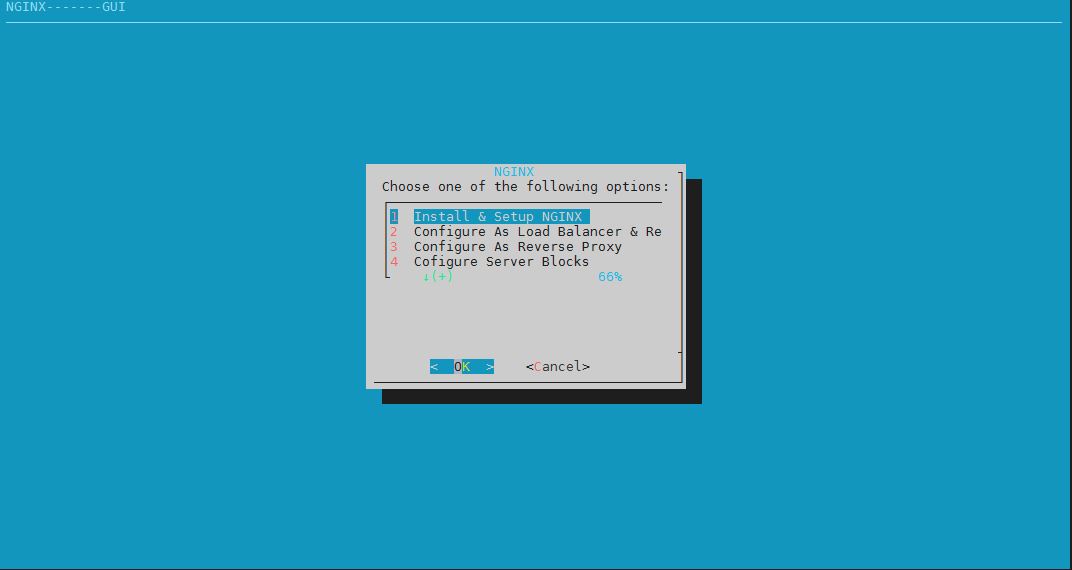 NGINX-------GUI
NGINX
Choose one of the following options:
1 Install & Setup NGINX
2 Configure As Load Balancer & Re
3 Configure As Reverse Proxy
4 Cofigure Server Blocks
↓(+) 66%
< OK > <Cancel>